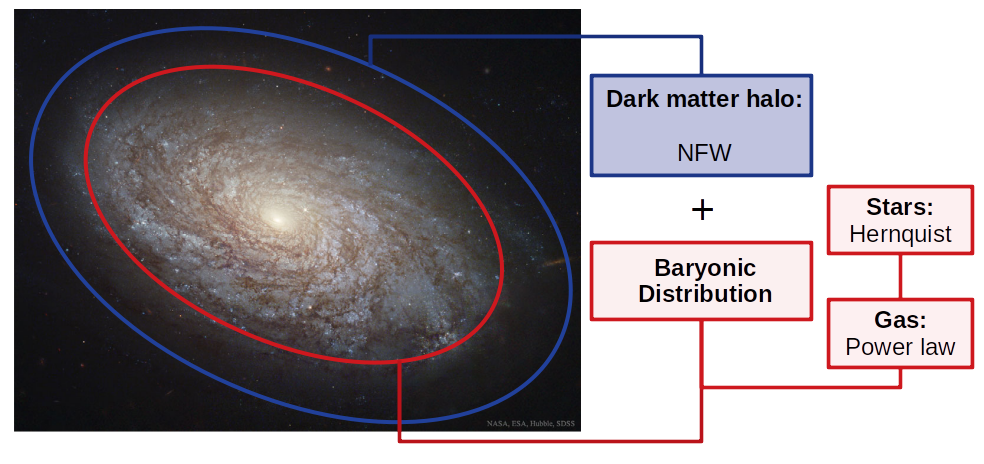 Dark matter halo:
NFW
+
Baryonic
Distribution
Stars:
Hernquist
Gas:
Power law
NASA, ESA, Hubble, SDSS